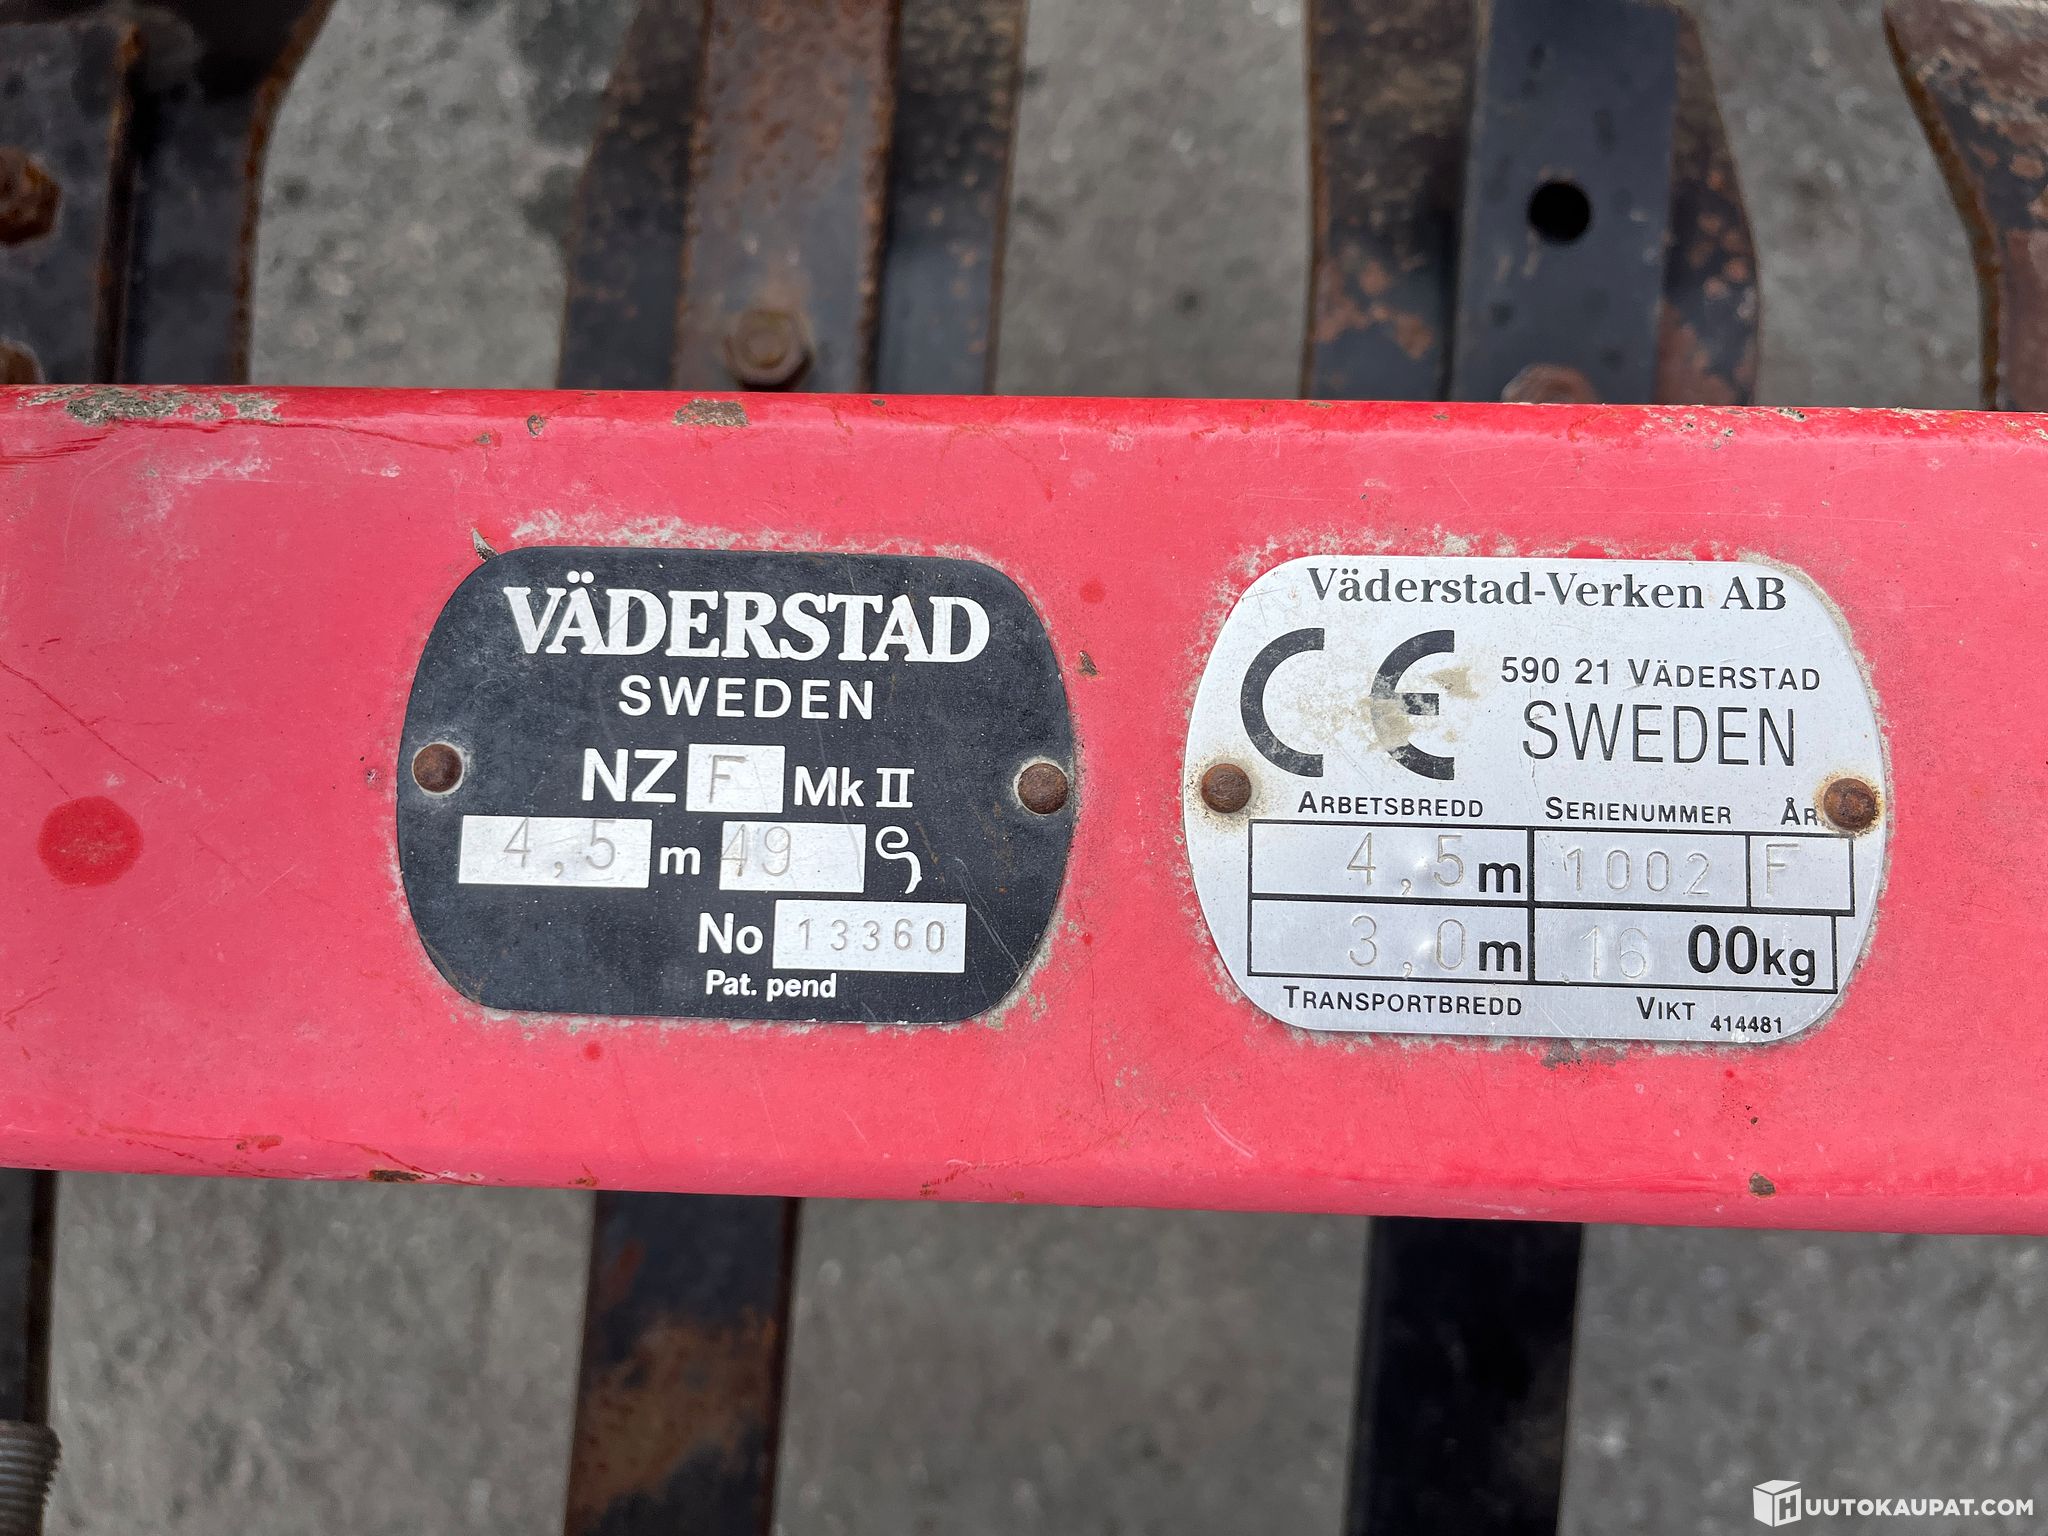 VÄDERSTAD
SWEDEN
NZ F Mk II
4,5 m 49
No 13360
Pat. pend
Väderstad-Verken AB
CE
590 21 VÄDERSTAD
SWEDEN
ARBETSBREDD SERIENUMMER ÅR
4,5 m 1002 F
3,0 m 16 00kg
TRANSPORTBREDD VIKT 414481
HUUTOKAUPAT.COM